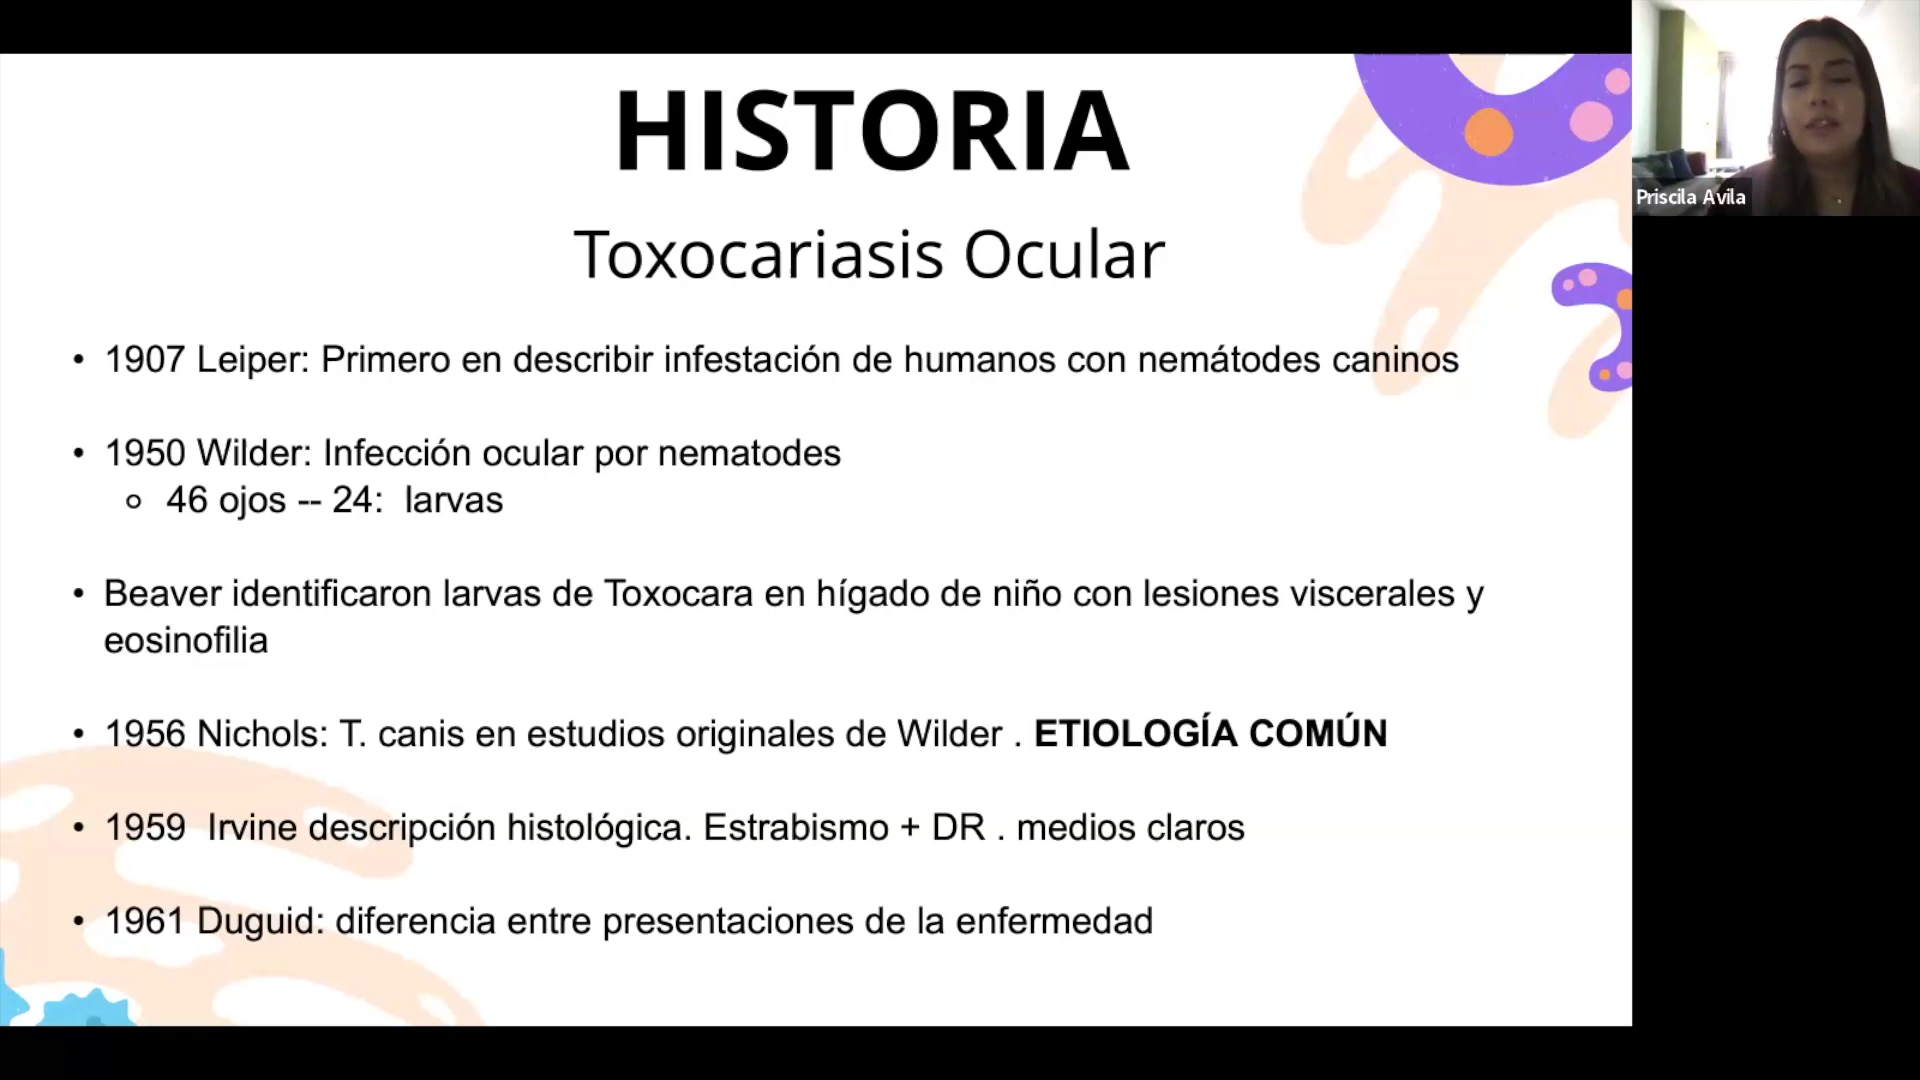 HISTORIA
Toxocariasis Ocular
• 1907 Leiper: Primero en describir infestación de humanos con nemátodes caninos
• 1950 Wilder: Infección ocular por nematodes
○ 46 ojos -- 24: larvas
• Beaver identificaron larvas de Toxocara en hígado de niño con lesiones viscerales y
eosinofilia
• 1956 Nichols: T. canis en estudios originales de Wilder . ETIOLOGÍA COMÚN
• 1959 Irvine descripción histológica. Estrabismo + DR . medios claros
• 1961 Duguid: diferencia entre presentaciones de la enfermedad
Priscila Avila